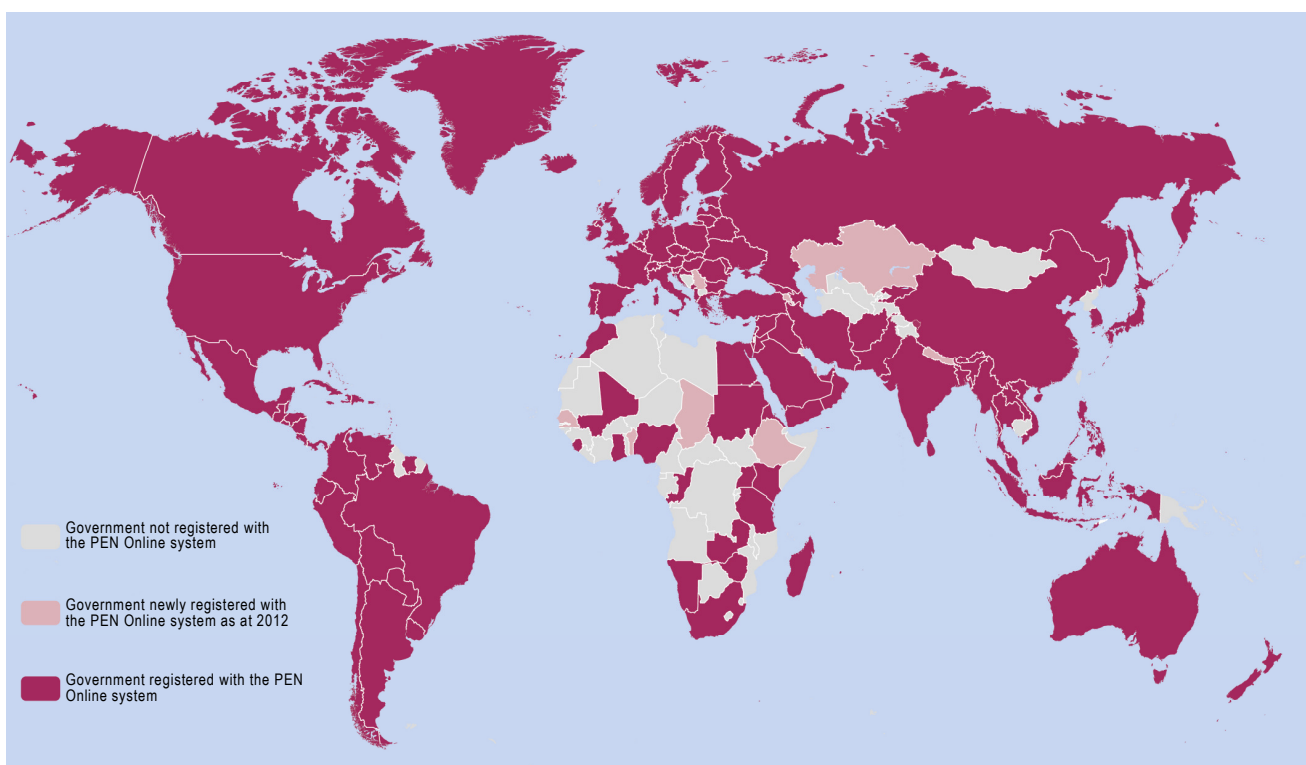 Government not registered with
the PEN Online system
Government newly registered with
the PEN Online system as at 2012
Government registered with the PEN
Online system